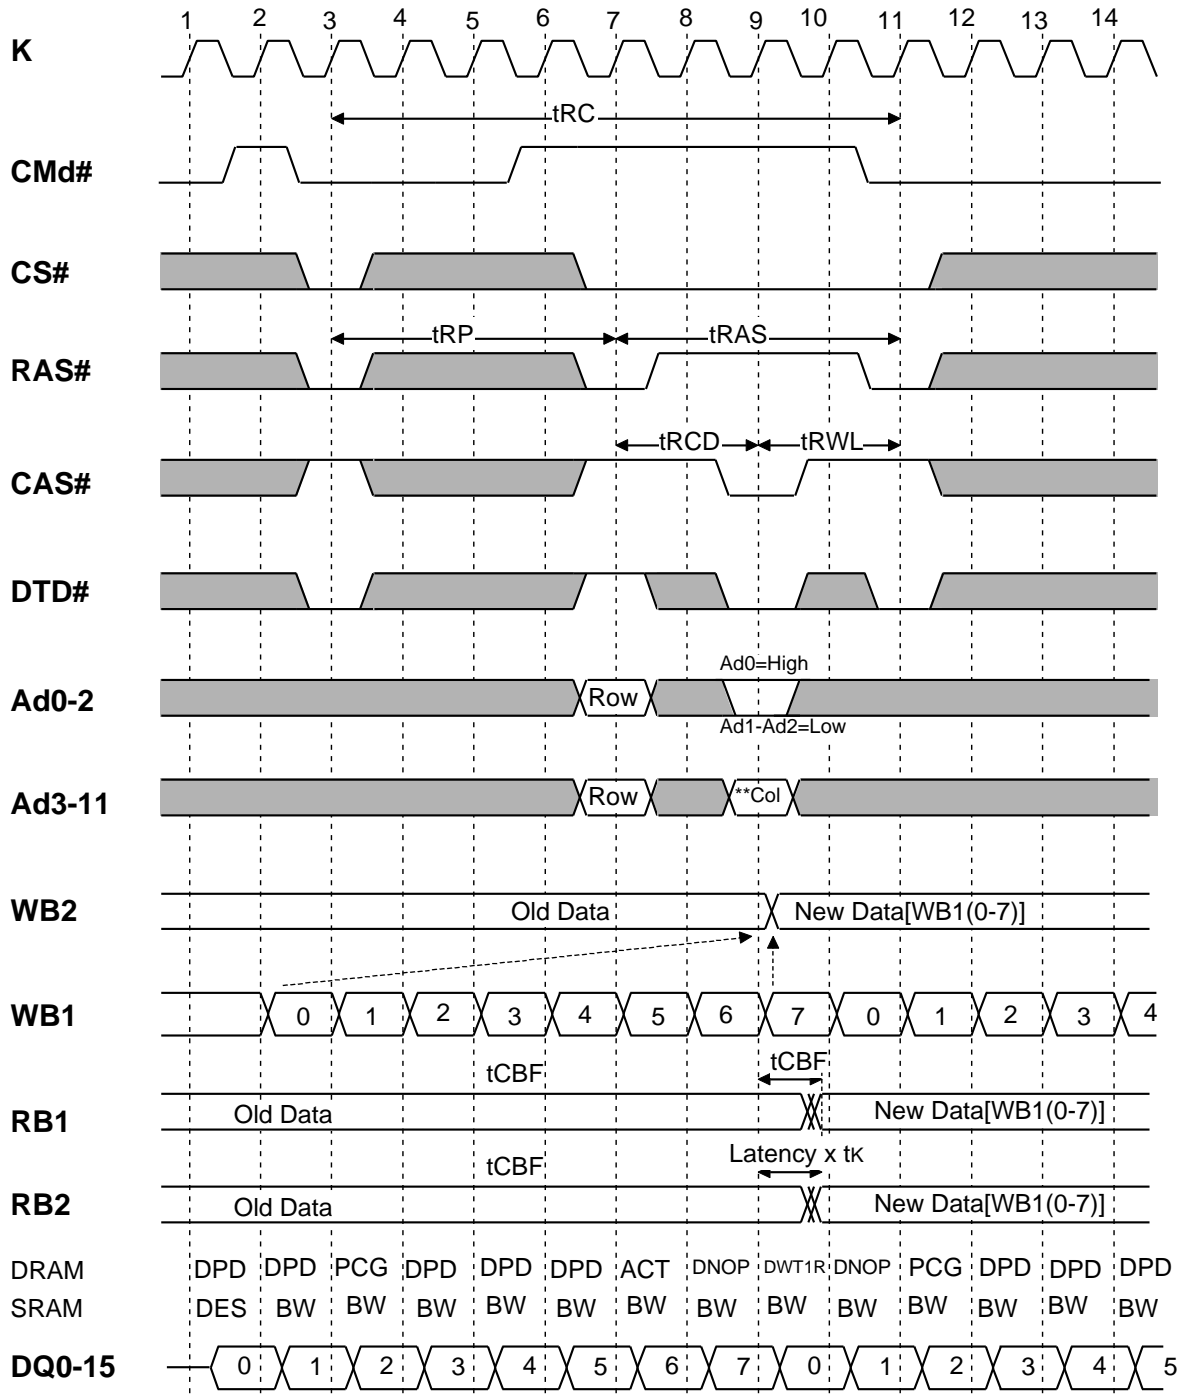 1 2 3 4 5 6 7 8 9 10 11 12 13 14
K
tRC
CMd#
CS#
tRP tRAS
RAS#
tRCD tRWL
CAS#
DTD#
Ad0=High
Ad0-2 Row
Ad1-Ad2=Low
Ad3-11 Row **Col
WB2 Old Data New Data[WB1(0-7)]
WB1 0 1 2 3 4 5 6 7 0 1 2 3 4
tCBF tCBF
RB1 Old Data New Data[WB1(0-7)]
tCBF Latency x tK
RB2 Old Data New Data[WB1(0-7)]
DRAM DPD DPD PCG DPD DPD DPD ACT DNOP DWT1R DNOP PCG DPD DPD DPD
SRAM DES BW BW BW BW BW BW BW BW BW BW BW BW BW
DQ0-15 0 1 2 3 4 5 6 7 0 1 2 3 4 5